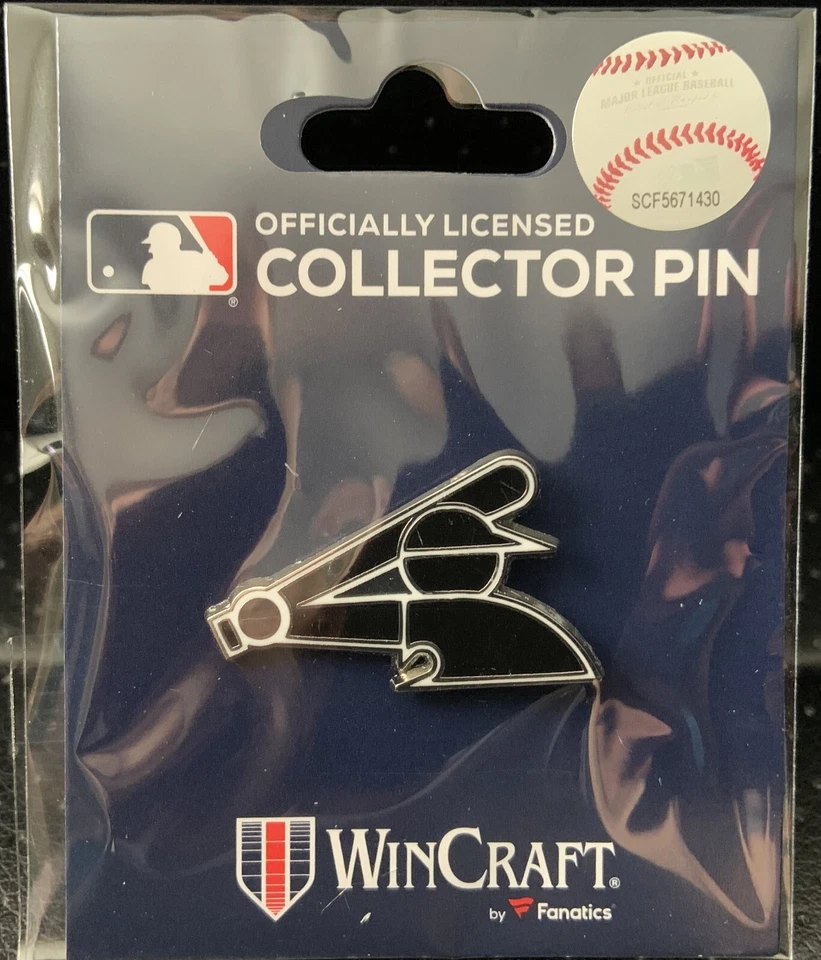 OFFICIAL
MAJOR LEAGUE BASEBALL
SCF5671430
OFFICIALLY LICENSED
COLLECTOR PIN
®
WINCRAFT®
by Fanatics